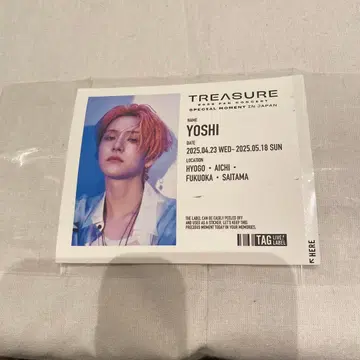 TREASURE
2025 FAN CONCERT
SPECIAL MOMENT IN JAPAN
NAME
YOSHI
DATE
2025.04.23 WED- 2025.05.18 SUN
LOCATION
HYOGO・AICHI・
FUKUOKA・SAITAMA
THE LABEL CAN BE EASILY PEELED OFF
AND USED AS A STICKER. LET'S KEEP THIS
PRECIOUS MOMENT TODAY IN YOUR MEMORIES.
TAG LIVE! LABEL
HERE